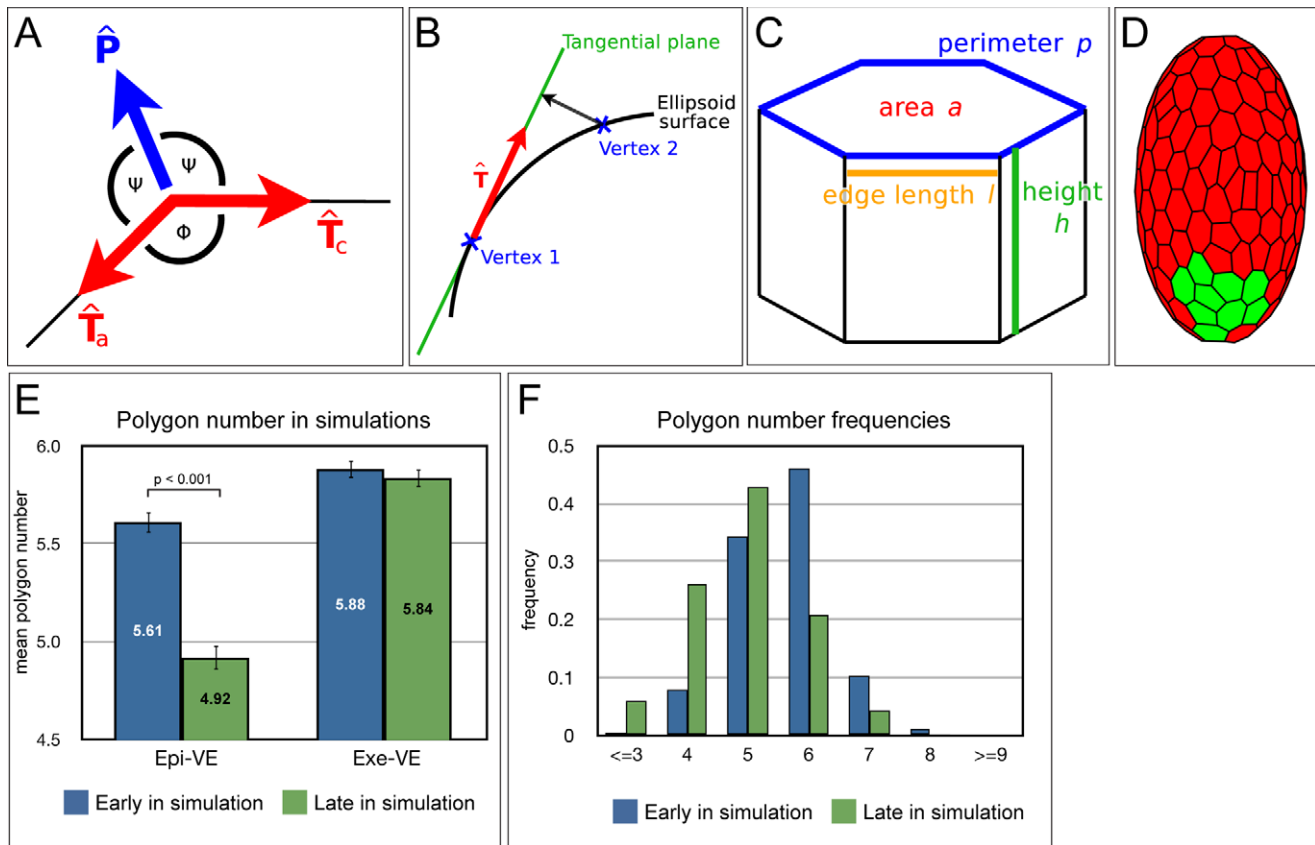 A
P̂
Ψ
Ψ
Φ
T̂c
T̂a
B
Tangential plane
Ellipsoid
surface
T̂
Vertex 2
Vertex 1
C
perimeter p
area a
edge length l
height
h
D
E
Polygon number in simulations
mean polygon number
6.0
5.5
5.0
4.5
p < 0.001
5.61
4.92
5.88
5.84
Epi-VE
Exe-VE
Early in simulation
Late in simulation
F
Polygon number frequencies
frequency
0.5
0.4
0.3
0.2
0.1
0
<=3
4
5
6
7
8
>=9
Early in simulation
Late in simulation